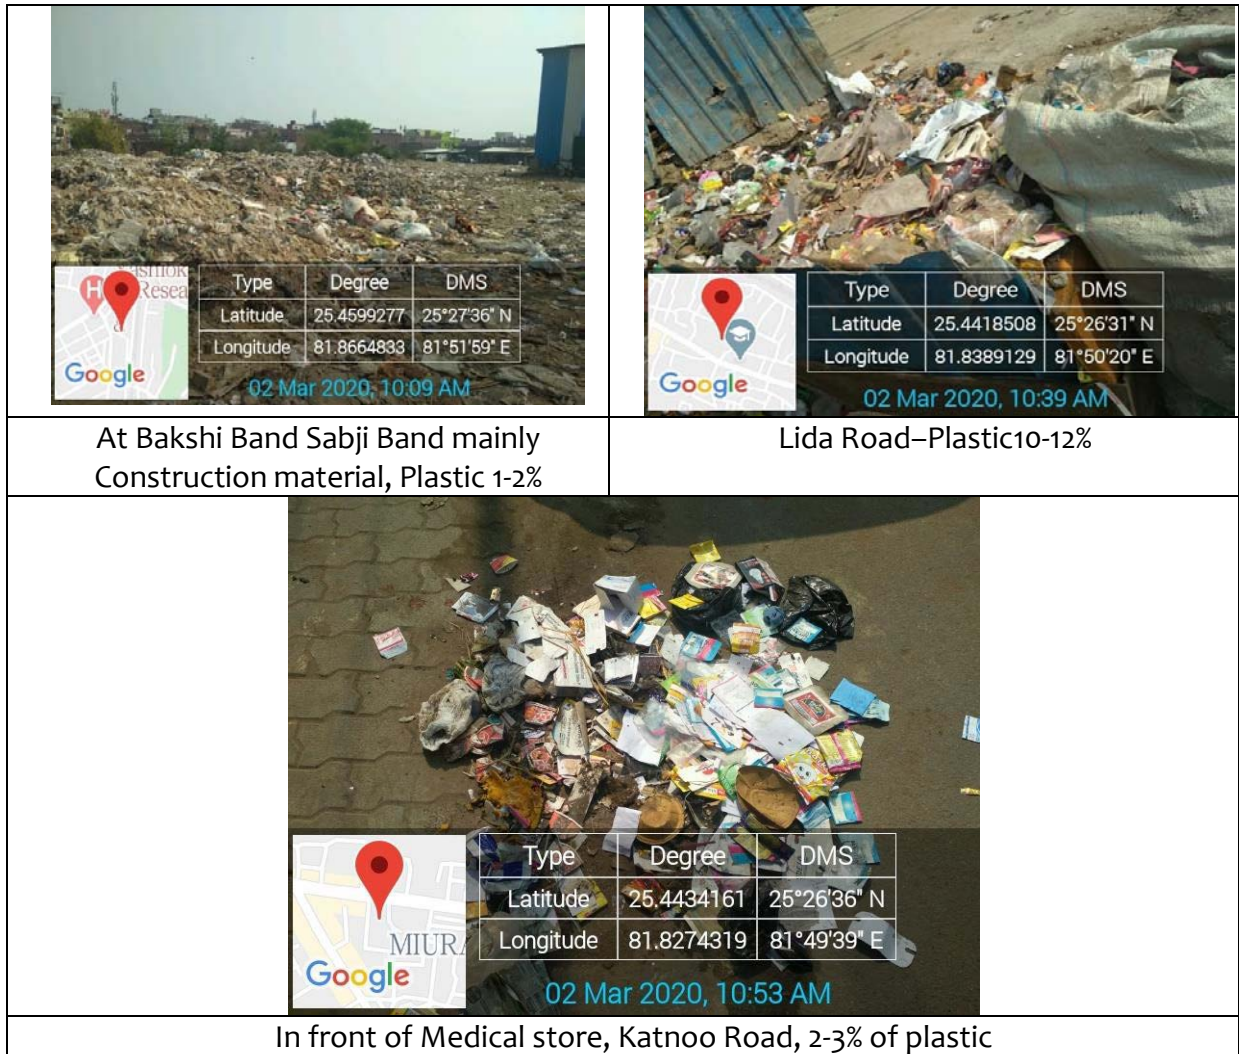 ashlok
H Resea
&
Google
Type Degree DMS
Latitude 25.4599277 25°27'36" N
Longitude 81.8664833 81°51'59" E
02 Mar 2020, 10:09 AM
Google
Type Degree DMS
Latitude 25.4418508 25°26'31" N
Longitude 81.8389129 81°50'20" E
02 Mar 2020, 10:39 AM
At Bakshi Band Sabji Band mainly
Construction material, Plastic 1-2%
Lida Road–Plastic10-12%
MIURA
Google
Type Degree DMS
Latitude 25.4434161 25°26'36" N
Longitude 81.8274319 81°49'39" E
02 Mar 2020, 10:53 AM
In front of Medical store, Katnoo Road, 2-3% of plastic